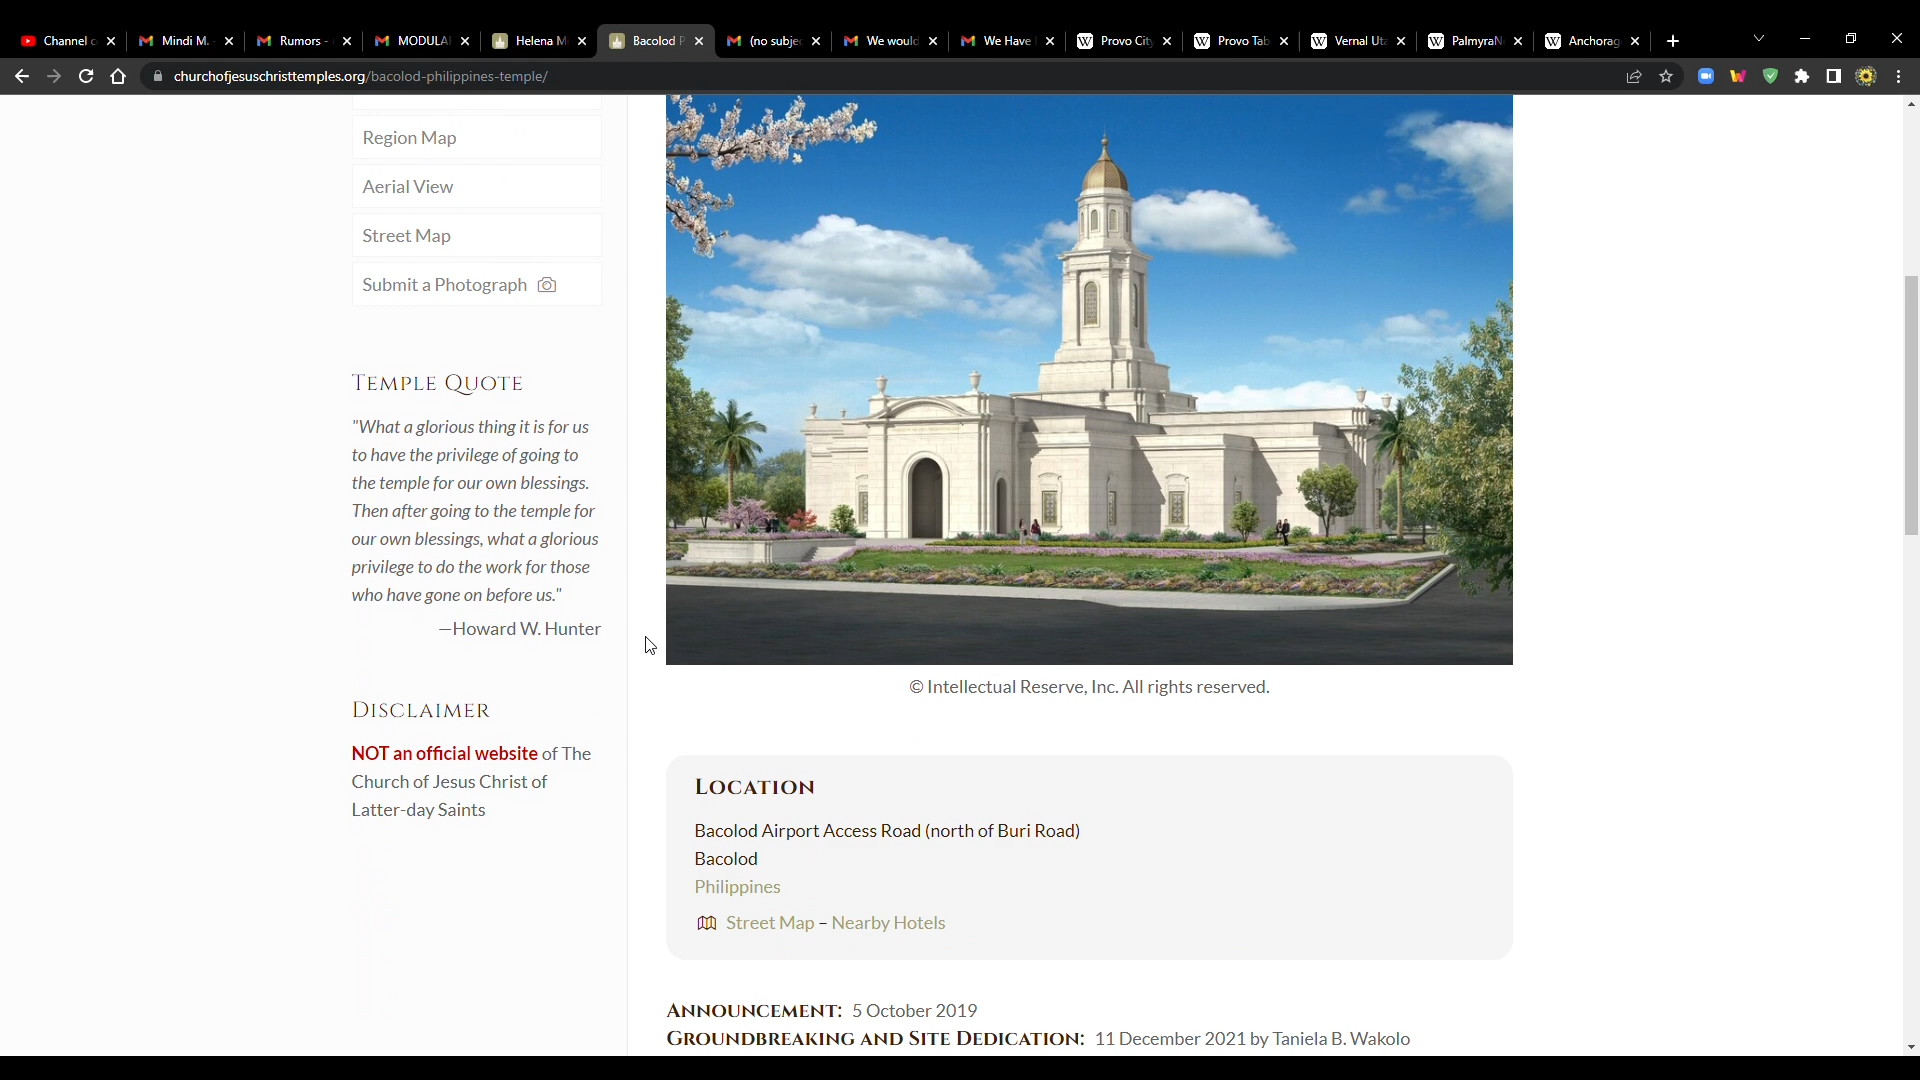 Channel c
Mindi M.
Rumors -
MODULAI
Helena M
Bacolod P
(no subje
We would
We Have
Provo City
Provo Tab
Vernal Uta
Palmyra
Anchorag
churchofjesuschristtemples.org/bacolod-philippines-temple/
Region Map
Aerial View
Street Map
Submit a Photograph
TEMPLE QUOTE
"What a glorious thing it is for us
to have the privilege of going to
the temple for our own blessings.
Then after going to the temple for
our own blessings, what a glorious
privilege to do the work for those
who have gone on before us."
—Howard W. Hunter
DISCLAIMER
NOT an official website of The
Church of Jesus Christ of
Latter-day Saints
© Intellectual Reserve, Inc. All rights reserved.
LOCATION
Bacolod Airport Access Road (north of Buri Road)
Bacolod
Philippines
Street Map – Nearby Hotels
ANNOUNCEMENT: 5 October 2019
GROUNDBREAKING AND SITE DEDICATION: 11 December 2021 by Taniela B. Wakolo